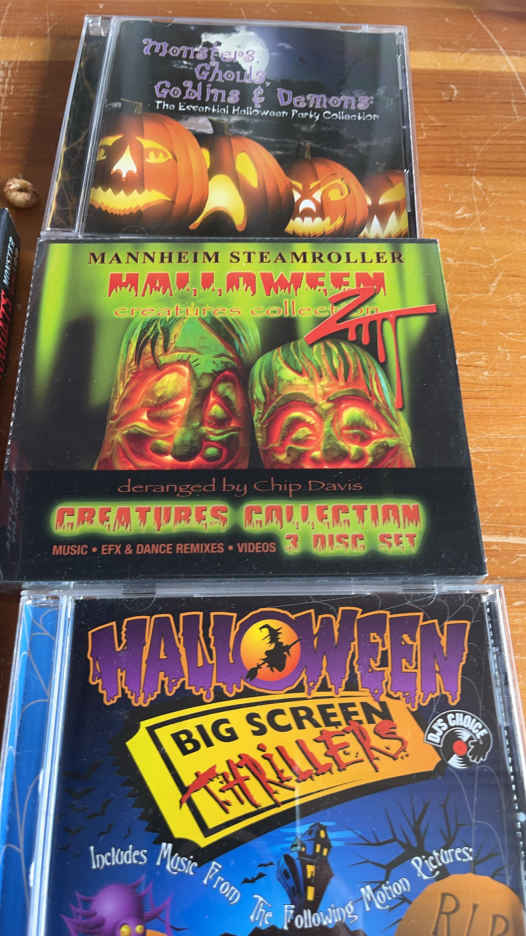 Monsters,
Ghouls
Goblins & Demons:
The Essential Halloween Party Collection
MANNHEIM STEAMROLLER
HALLOWEEN
creatures collection
deranged by Chip Davis
CREATURES COLLECTION
MUSIC • EFX & DANCE REMIXES • VIDEOS 3 DISC SET
HALLOWEEN
BIG SCREEN
THRILLERS
DJ'S CHOICE
Includes Music From The Following Motion Pictures:
RIP
MONSTER